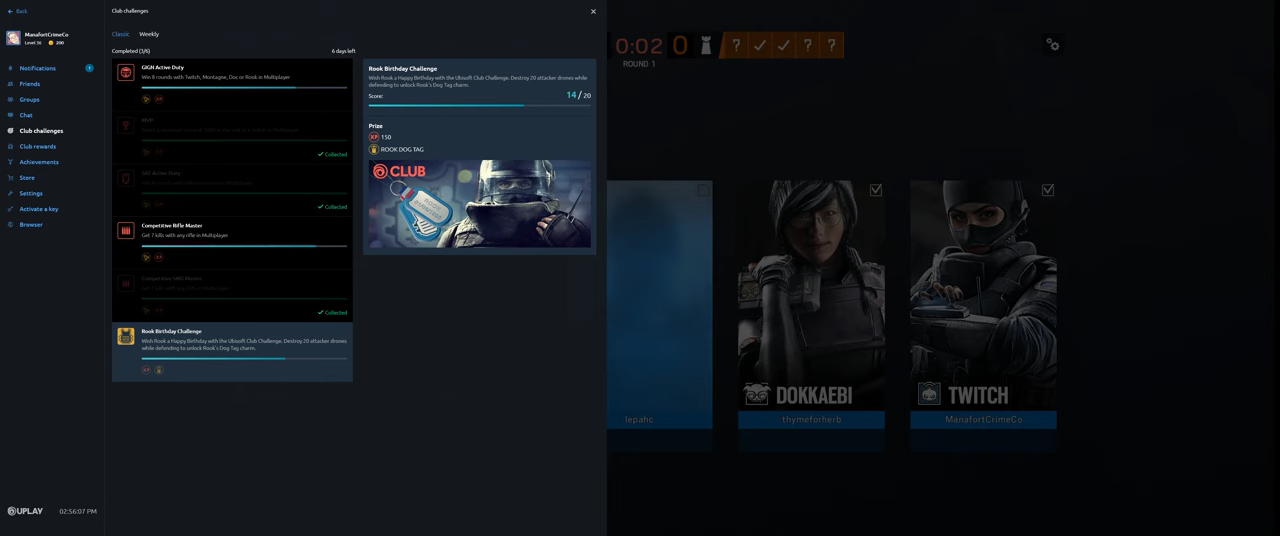 Back
ManafortCrimeCo
Level 36 200
Notifications 1
Friends
Groups
Chat
Club challenges
Club rewards
Achievements
Store
Settings
Activate a key
Browser
UPLAY 02:56:07 PM
Club challenges
Classic Weekly
Completed (3/6) 6 days left
GIGN Active Duty
Win 8 rounds with Twitch, Montagne, Doc or Rook in Multiplayer
XP
MVP
Collected
SAT Active Duty
Collected
Competitive Rifle Master
Get 7 kills with any rifle in Multiplayer
XP
Competitive SMG Master
Collected
Rook Birthday Challenge
Wish Rook a Happy Birthday with the Ubisoft Club Challenge. Destroy 20 attacker drones
while defending to unlock Rook's Dog Tag charm.
XP
Rook Birthday Challenge
Wish Rook a Happy Birthday with the Ubisoft Club Challenge. Destroy 20 attacker drones while
defending to unlock Rook's Dog Tag charm.
Score: 14 / 20
Prize
XP 150
ROOK DOG TAG
CLUB
ROOK
0:02 0 ? ? ?
ROUND 1
DOKKAEBI
TWITCH
lepahc
thymeforherb
ManafortCrimeCo